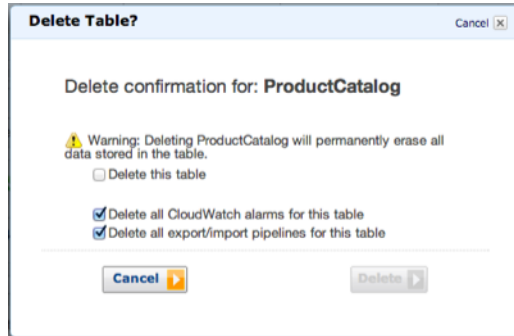 Delete Table?
Cancel
Delete confirmation for: ProductCatalog
Warning: Deleting ProductCatalog will permanently erase all
data stored in the table.
Delete this table
Delete all CloudWatch alarms for this table
Delete all export/import pipelines for this table
Cancel
Delete